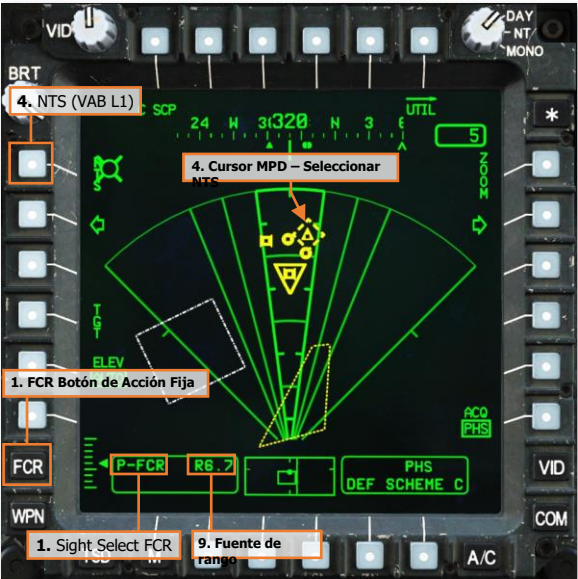 VID
DAY
NT
MONO
BRT
4. NTS (VAB L1)
C SCP
UTIL
24 W 3(320 N 3 E
5
*
4. Cursor MPD – Seleccionar
NTS
ZOOM
TGT
1. FCR Botón de Acción Fija
ELEV
ACQ
PHS
FCR
P-FCR R6.7
PHS
DEF SCHEME C
VID
WPN
1. Sight Select FCR
9. Fuente de
rango
COM
TSD
M
A/C